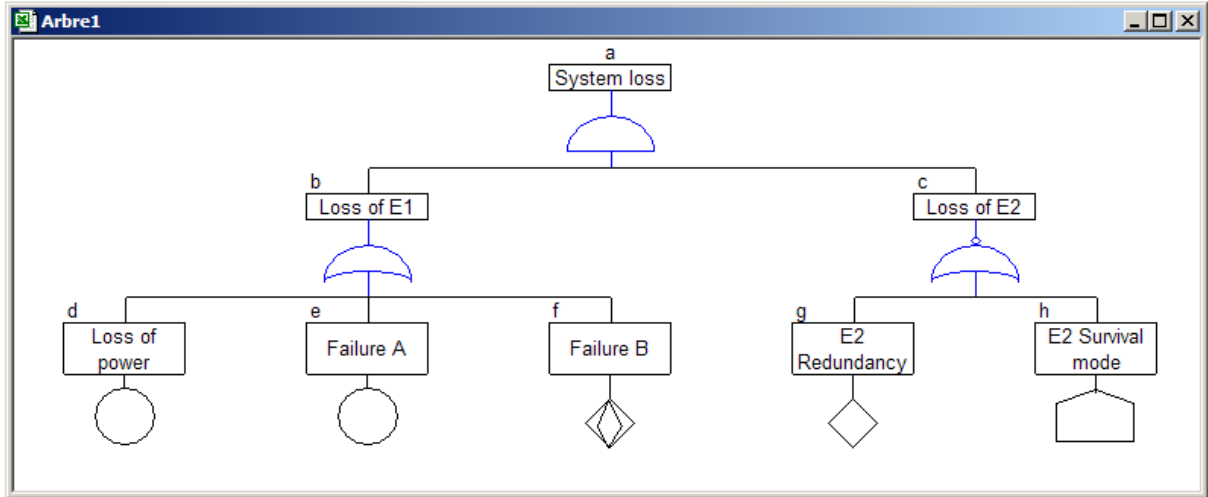 Arbre1
a
System loss
b
Loss of E1
c
Loss of E2
d
Loss of
power
e
Failure A
f
Failure B
g
E2
Redundancy
h
E2 Survival
mode